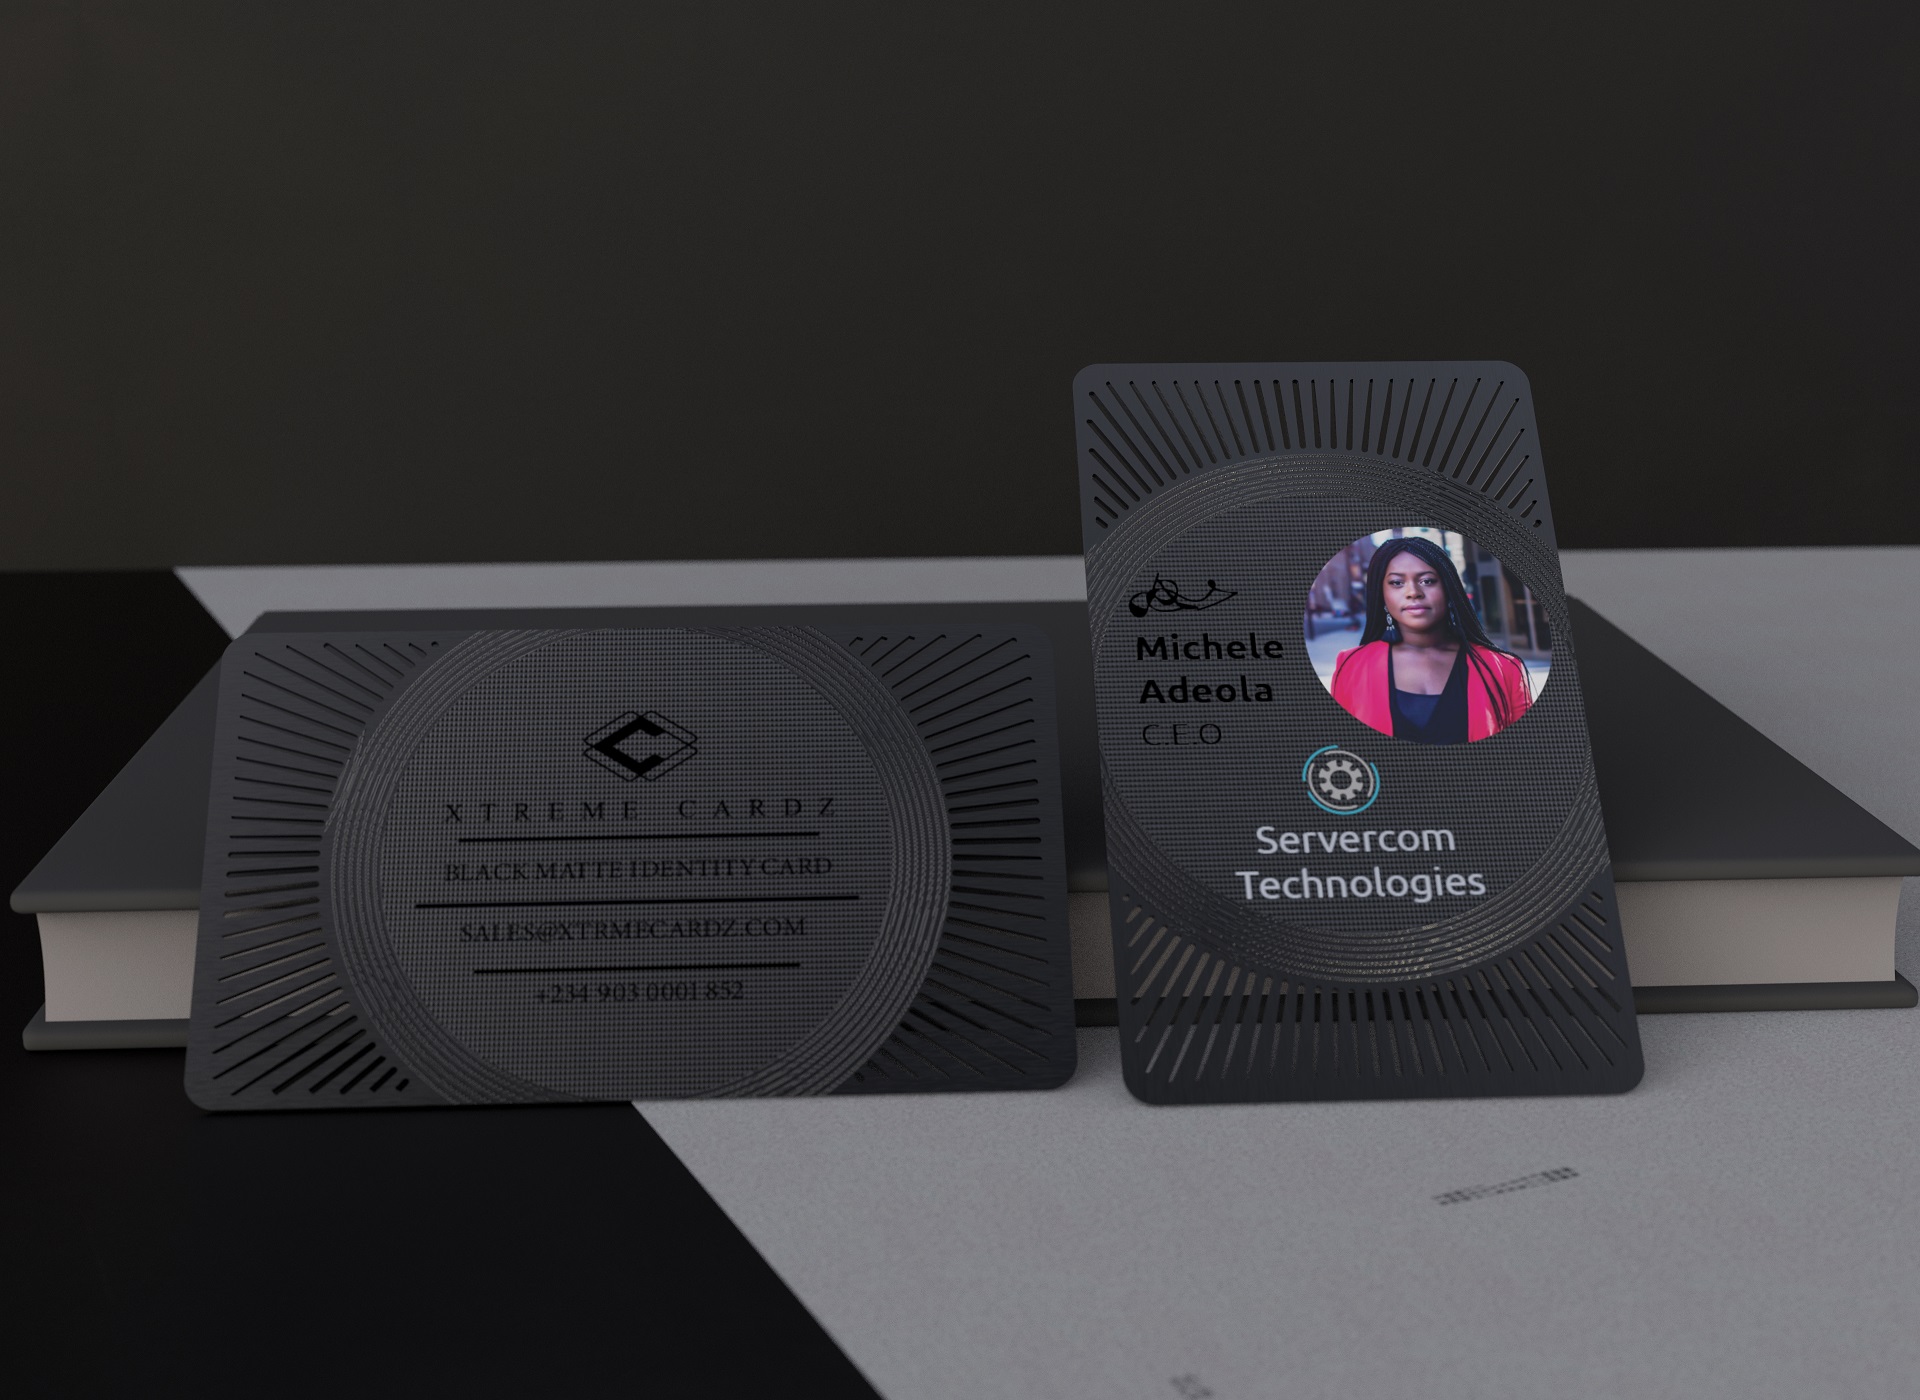 XTREME CARDZ
BLACK MATTE IDENTITY CARD
SALES@XTRMECARDZ.COM
+234 903 0001 852
Michele
Adeola
C.E.O
Servercom
Technologies